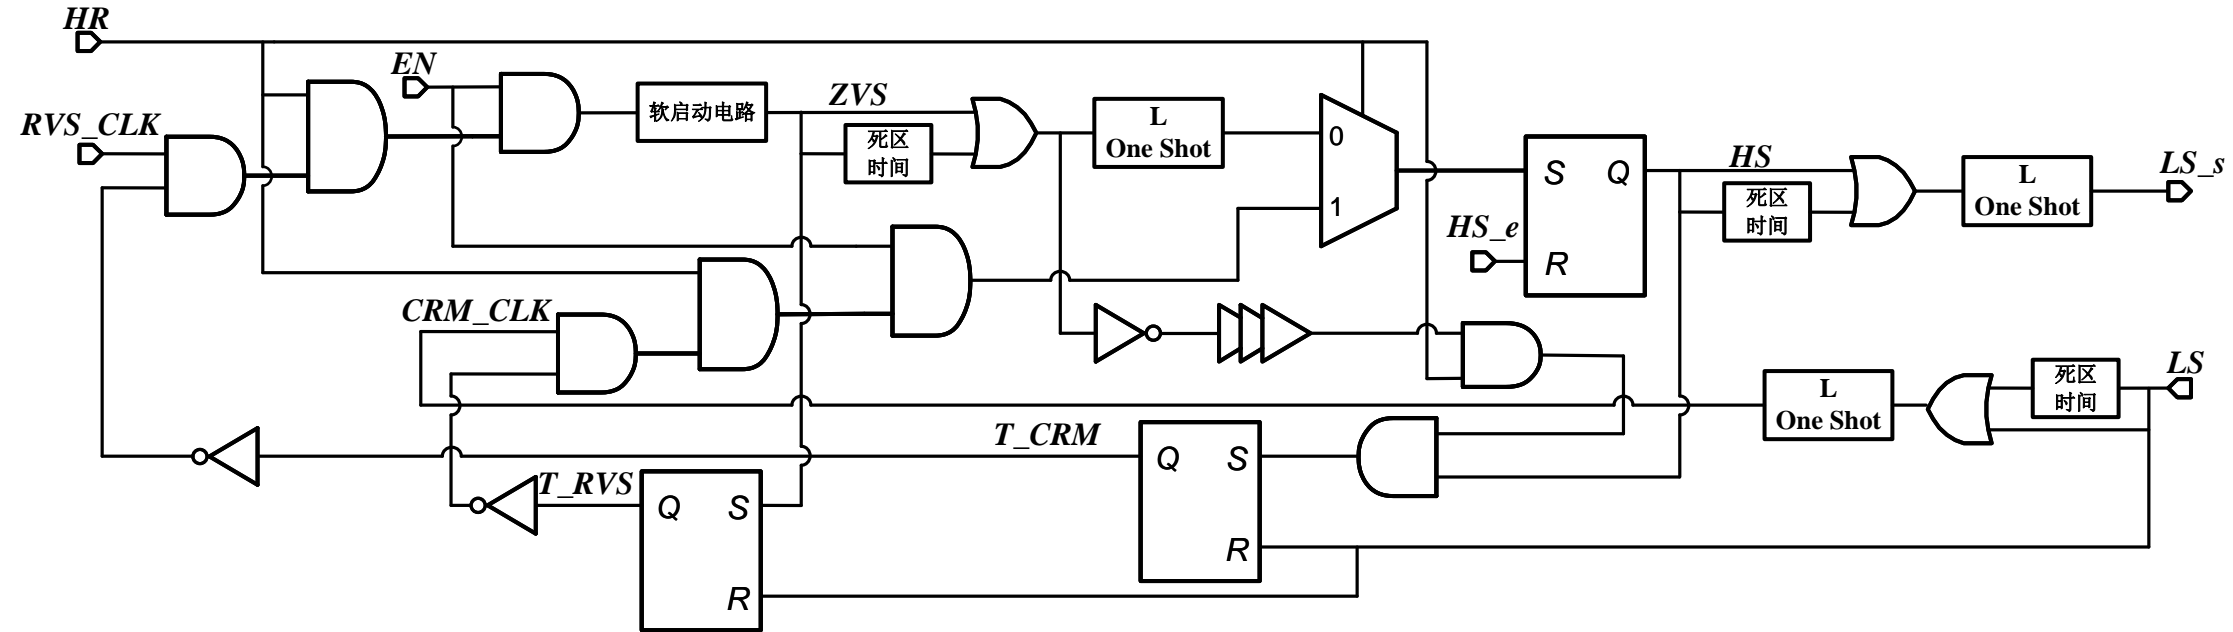 HR
EN
RVS_CLK
软启动电路
ZVS
死区
时间
L
One Shot
0
1
S
Q
R
HS_e
HS
死区
时间
L
One Shot
LS_s
CRM_CLK
L
One Shot
死区
时间
LS
T_CRM
Q
S
R
T_RVS
Q
S
R